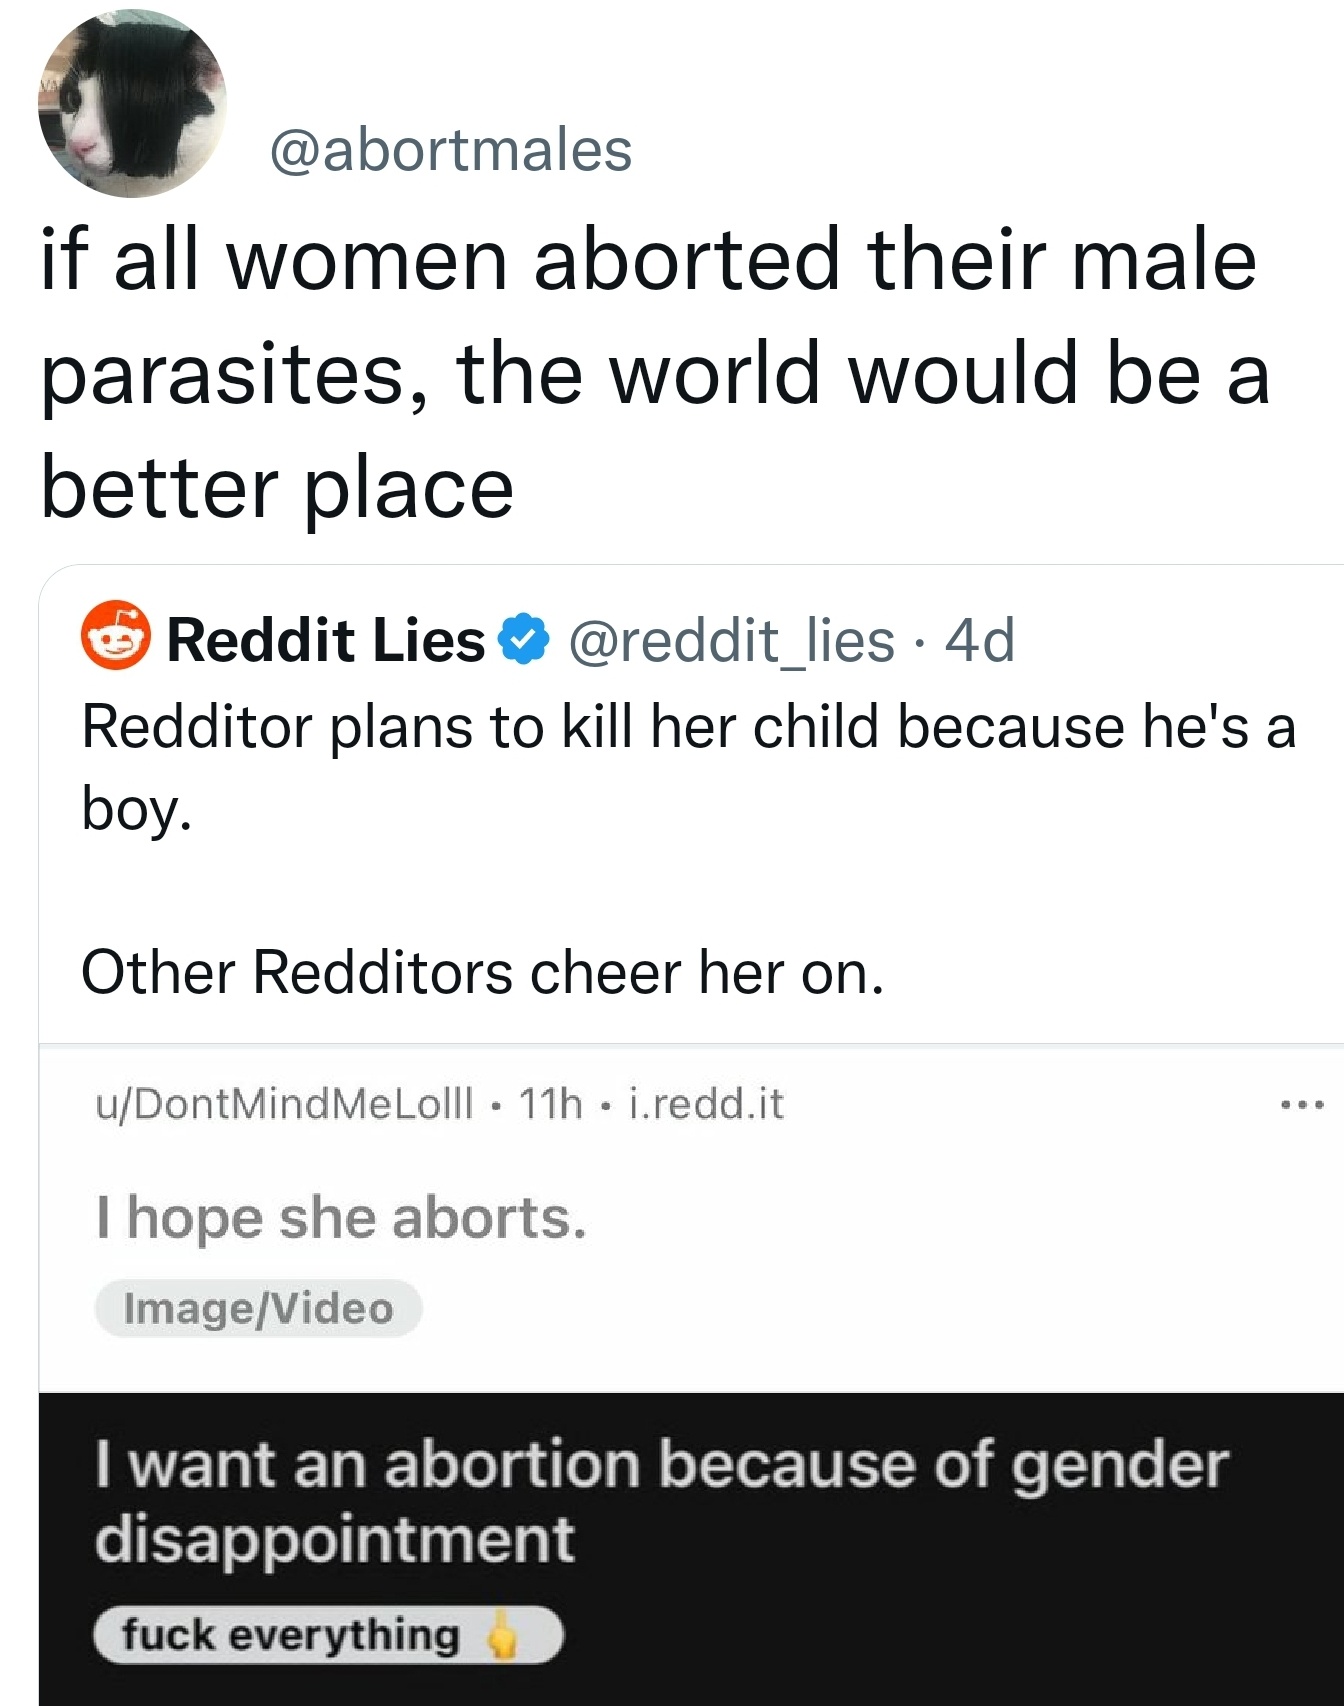 @abortmales
if all women aborted their male
parasites, the world would be a
better place
Reddit Lies @reddit_lies · 4d
Redditor plans to kill her child because he's a
boy.
Other Redditors cheer her on.
u/DontMindMeLolll • 11h • i.redd.it
I hope she aborts.
Image/Video
I want an abortion because of gender
disappointment
fuck everything 🖕